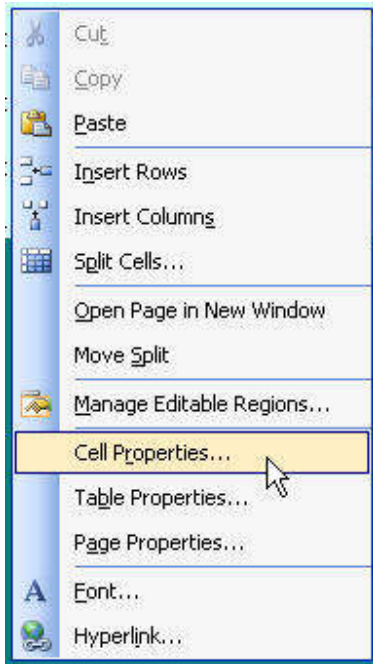 Cut
Copy
Paste
Insert Rows
Insert Columns
Split Cells...
Open Page in New Window
Move Split
Manage Editable Regions...
Cell Properties...
Table Properties...
Page Properties...
Font...
Hyperlink...